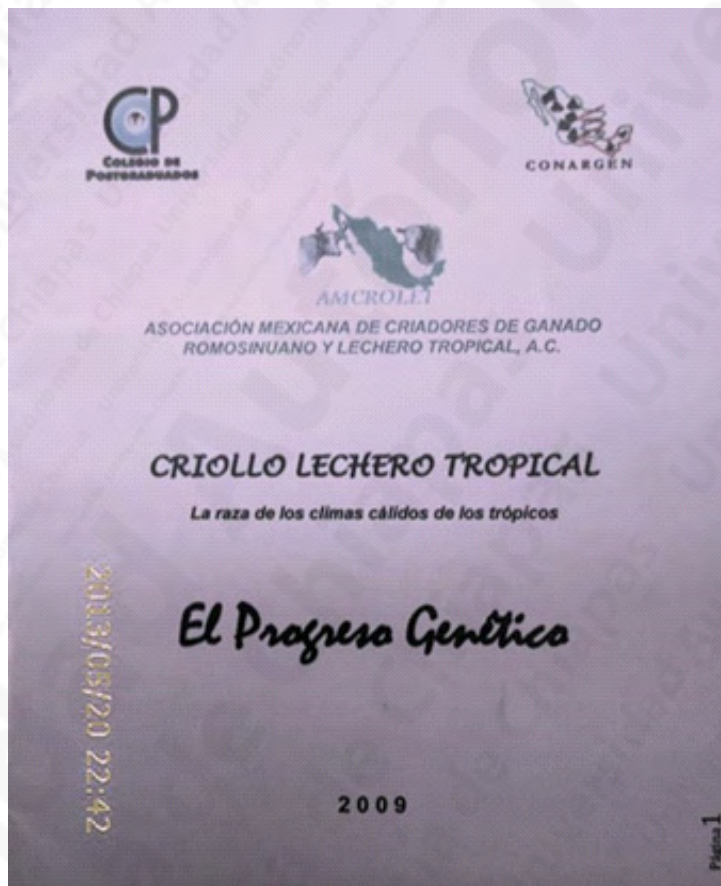 CP
COLEGIO DE
POSTGRADUADOS
CONARGEN
AMCROLET
ASOCIACIÓN MEXICANA DE CRIADORES DE GANADO
ROMOSINUANO Y LECHERO TROPICAL, A.C.
CRIOLLO LECHERO TROPICAL
La raza de los climas cálidos de los trópicos
El Progreso Genético
2009
2013/05/20 22:42
Página 1